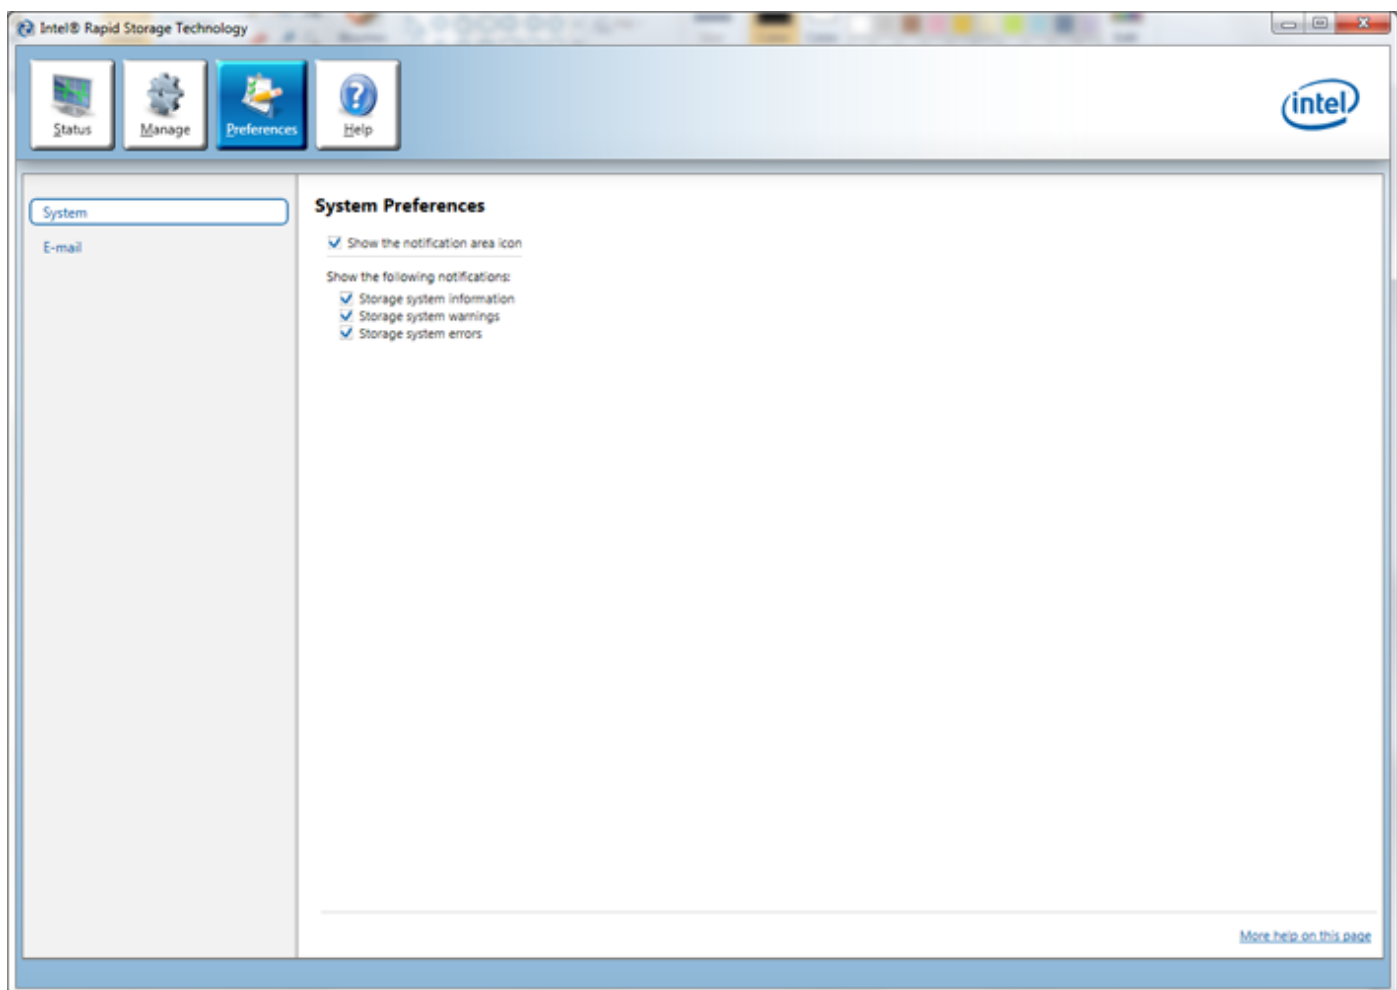 Intel® Rapid Storage Technology
Status
Manage
Preferences
Help
intel
System
E-mail
System Preferences
Show the notification area icon
Show the following notifications:
Storage system information
Storage system warnings
Storage system errors
More help on this page